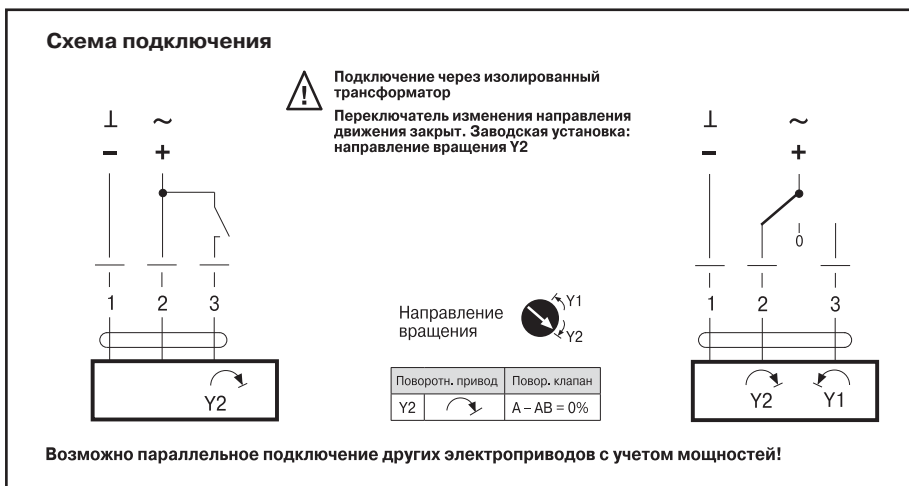 Схема подключения
Подключение через изолированный
трансформатор
Переключатель изменения направления
движения закрыт. Заводская установка:
направление вращения Y2
⊥ ~
– +
1 2 3
Y2
⊥ ~
– +
0
1 2 3
Y2 Y1
Направление
вращения
Y1
Y2
Поворотн. привод Повор. клапан
Y2 A – AB = 0%
Возможно параллельное подключение других электроприводов с учетом мощностей!